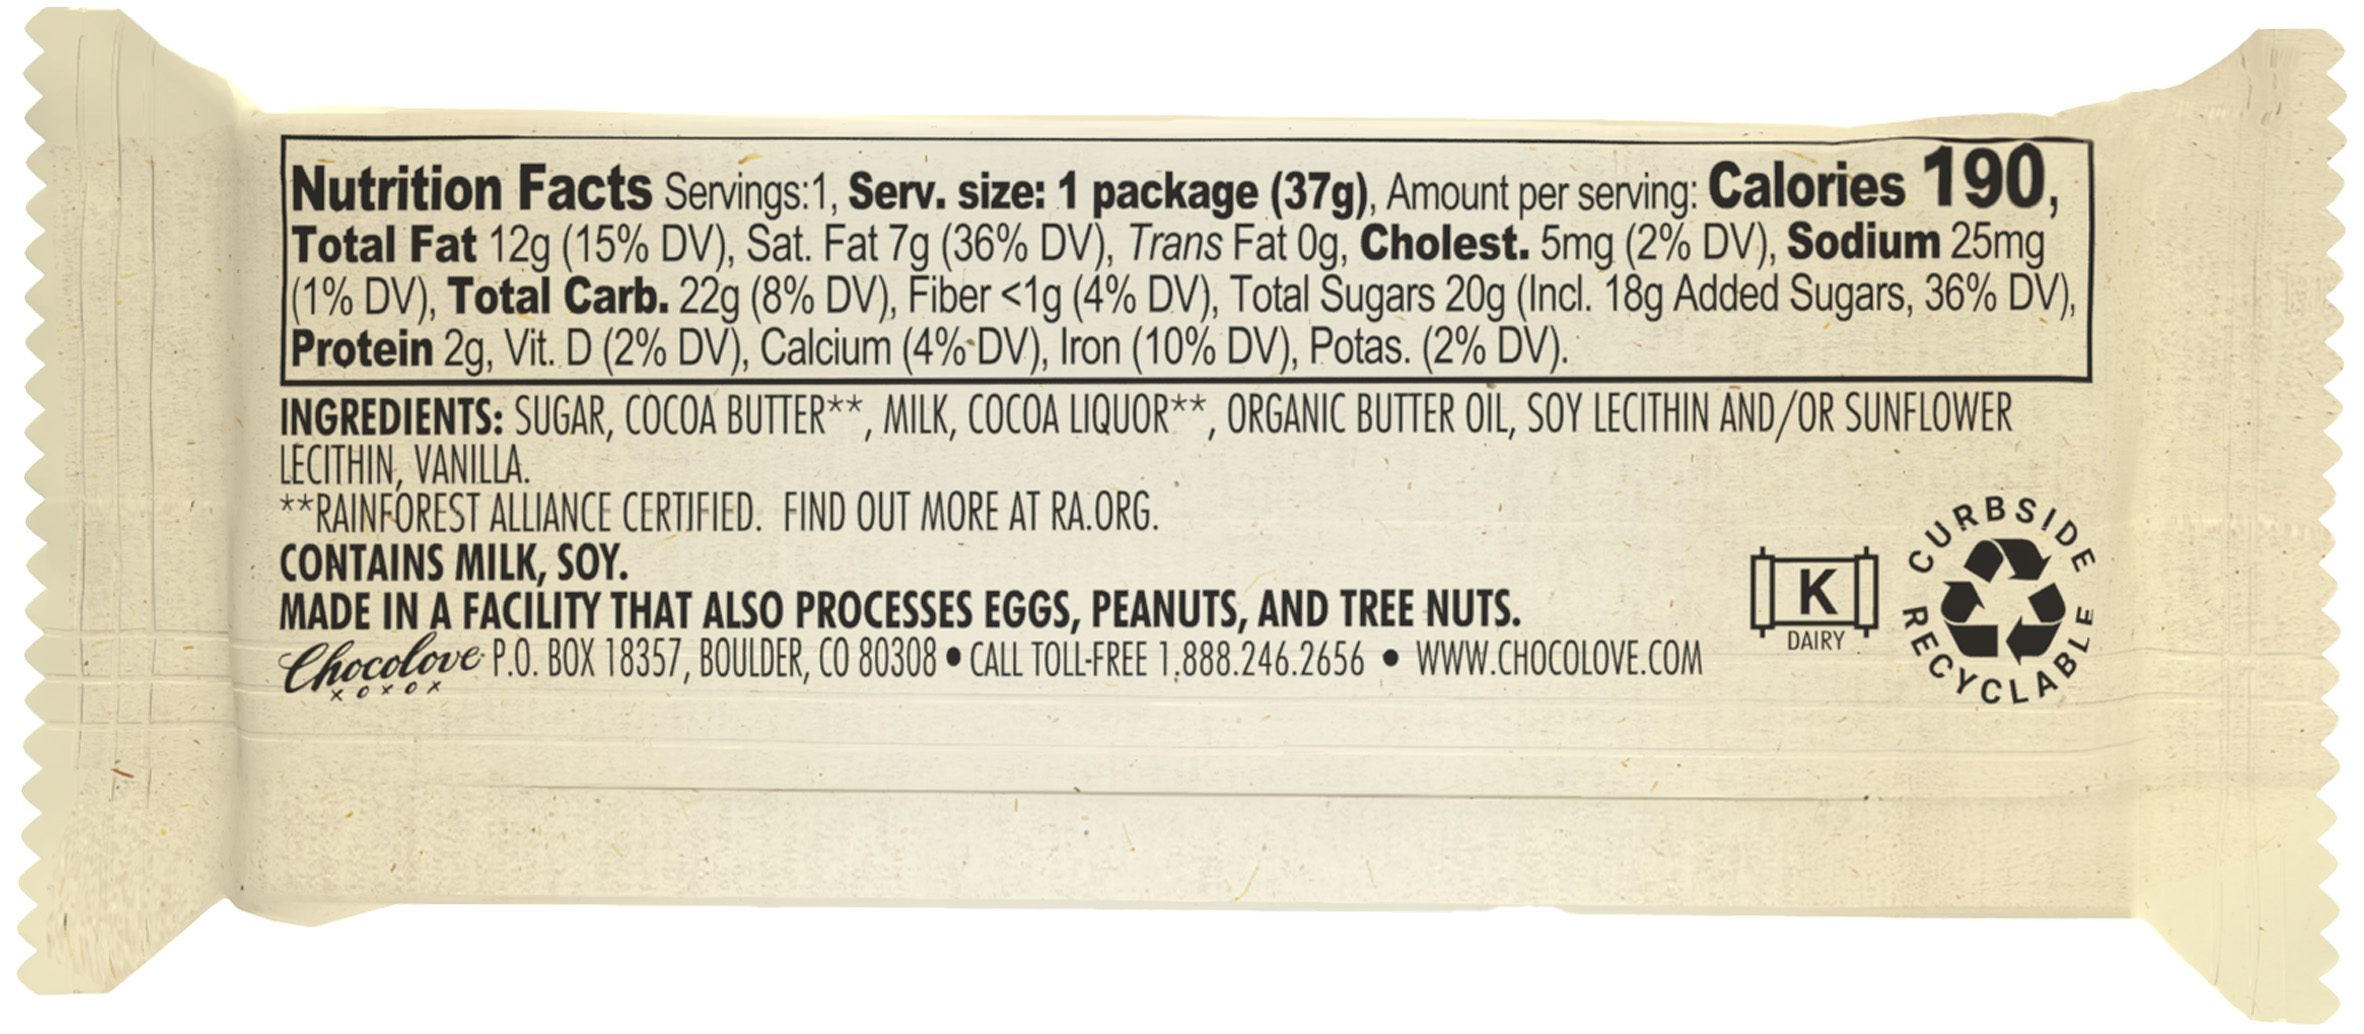 Nutrition Facts Servings:1, Serv. size: 1 package (37g), Amount per serving: Calories 190,
Total Fat 12g (15% DV), Sat. Fat 7g (36% DV), Trans Fat 0g, Cholest. 5mg (2% DV), Sodium 25mg
(1% DV), Total Carb. 22g (8% DV), Fiber <1g (4% DV), Total Sugars 20g (Incl. 18g Added Sugars, 36% DV),
Protein 2g, Vit. D (2% DV), Calcium (4% DV), Iron (10% DV), Potas. (2% DV).
INGREDIENTS: SUGAR, COCOA BUTTER**, MILK, COCOA LIQUOR**, ORGANIC BUTTER OIL, SOY LECITHIN AND/OR SUNFLOWER
LECITHIN, VANILLA.
**RAINFOREST ALLIANCE CERTIFIED. FIND OUT MORE AT RA.ORG.
CONTAINS MILK, SOY.
MADE IN A FACILITY THAT ALSO PROCESSES EGGS, PEANUTS, AND TREE NUTS.
Chocolove P.O. BOX 18357, BOULDER, CO 80308 • CALL TOLL-FREE 1.888.246.2656 • WWW.CHOCOLOVE.COM
XOXOX
K
DAIRY
CURBSIDE
RECYCLABLE